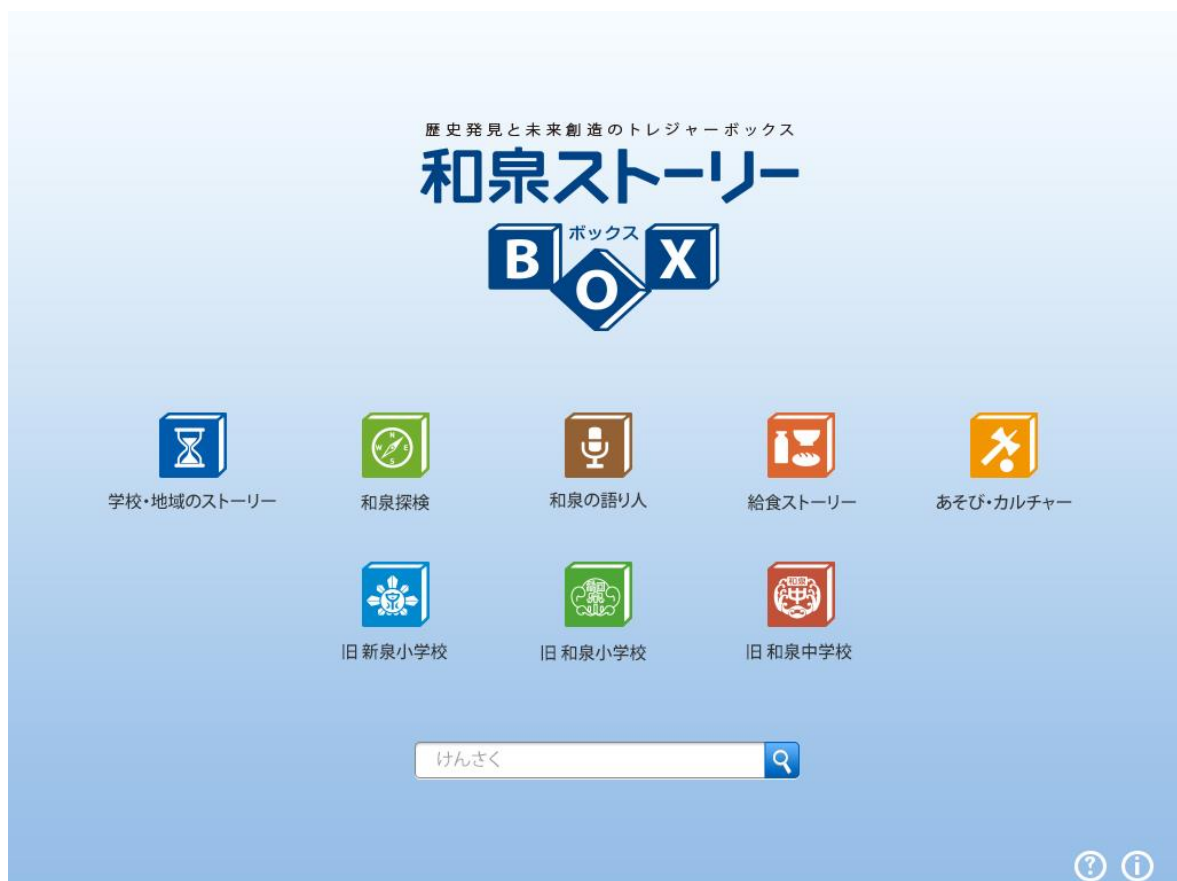 歴史発見と未来創造のトレジャーボックス
和泉ストーリー
ボックス
BOX
学校・地域のストーリー
和泉探検
和泉の語り人
給食ストーリー
あそび・カルチャー
旧 新泉小学校
旧 和泉小学校
旧 和泉中学校
けんさく